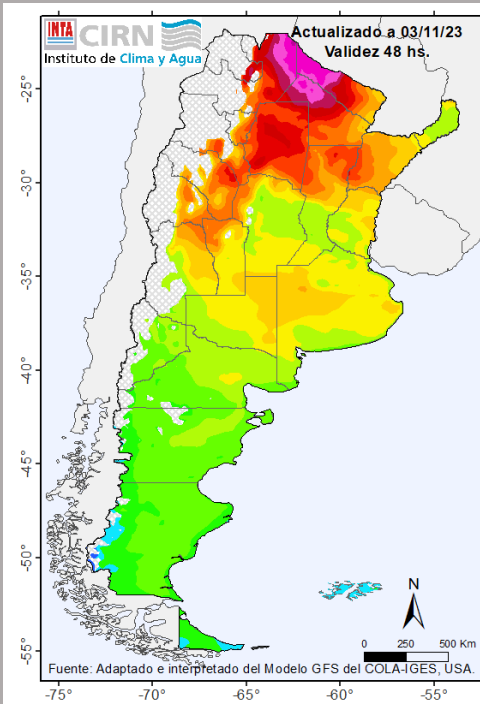 INTA CIRN
Instituto de Clima y Agua
Actualizado a 03/11/23
Validez 48 hs.
-25°
-30°
-35°
-40°
-45°
-50°
-55°
N
0 250 500 Km
Fuente: Adaptado e interpretado del Modelo GFS del COLA-IGES, USA.
-75° -70° -65° -60° -55°